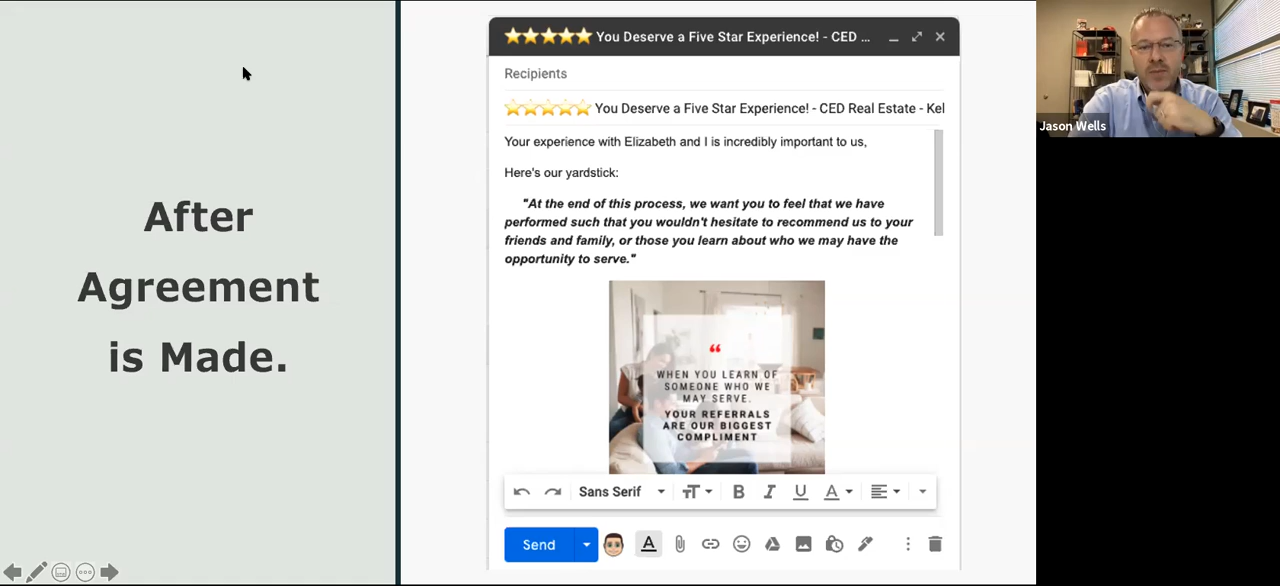 After
Agreement
is Made.
⭐⭐⭐⭐⭐ You Deserve a Five Star Experience! - CED ...
Recipients
⭐⭐⭐⭐⭐ You Deserve a Five Star Experience! - CED Real Estate - Kel
Your experience with Elizabeth and I is incredibly important to us,
Here's our yardstick:
"At the end of this process, we want you to feel that we have
performed such that you wouldn't hesitate to recommend us to your
friends and family, or those you learn about who we may have the
opportunity to serve."
“
WHEN YOU LEARN OF
SOMEONE WHO WE
MAY SERVE.
YOUR REFERRALS
ARE OUR BIGGEST
COMPLIMENT
Sans Serif
B I U A
Send
A
Jason Wells